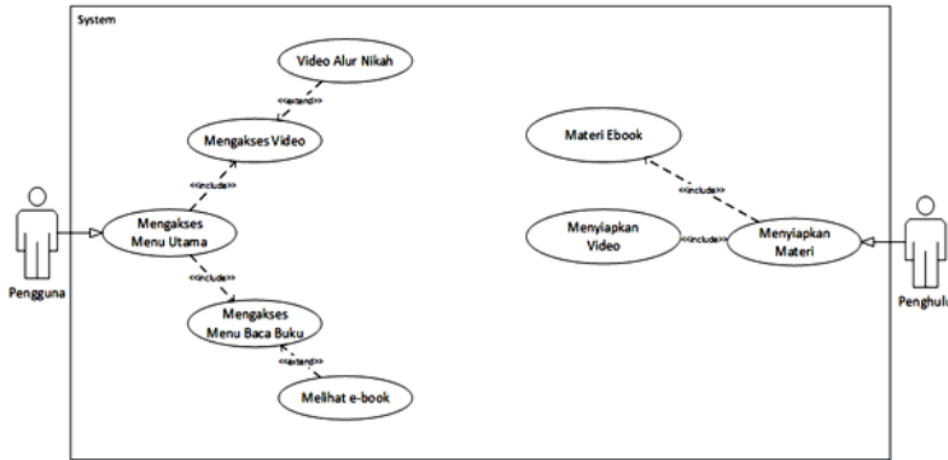 System
Video Alur Nikah
<<extend>>
Mengakses Video
<<include>>
Mengakses
Menu Utama
Pengguna
<<include>>
Mengakses
Menu Baca Buku
<<extend>>
Melihat e-book
Materi Ebook
<<include>>
Menyiapkan
Video
<<include>>
Menyiapkan
Materi
Penghulu